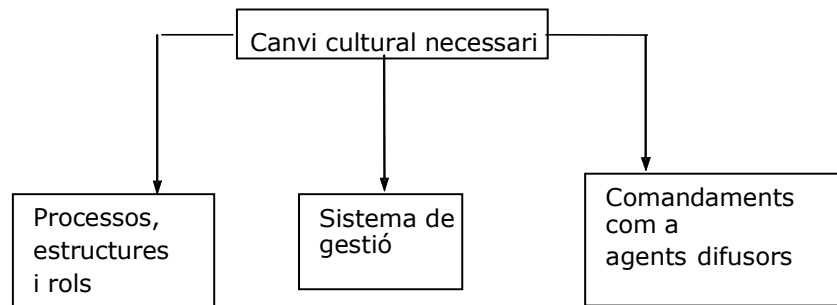 Canvi cultural necessari
Processos,
estructures
i rols
Sistema de
gestió
Comandaments
com a
agents difusors